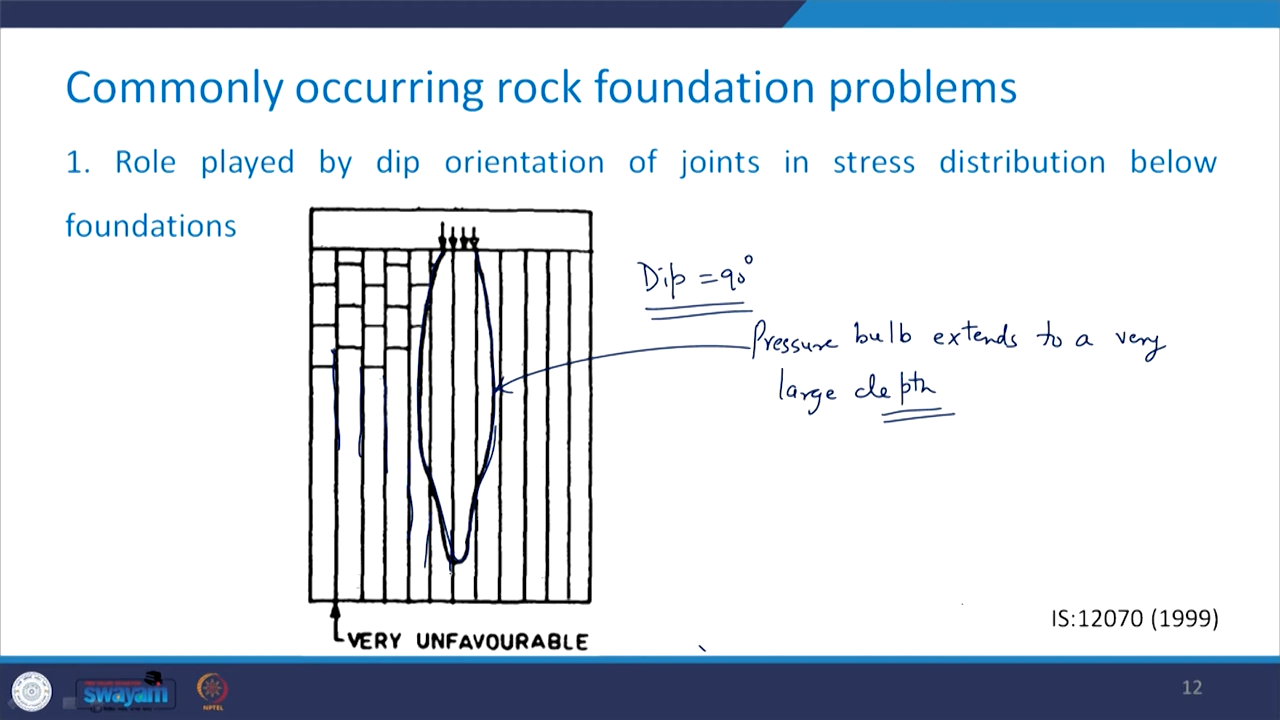 Commonly occurring rock foundation problems
1. Role played by dip orientation of joints in stress distribution below
foundations
Dip = 90°
Pressure bulb extends to a very
large depth
IS:12070 (1999)
VERY UNFAVOURABLE
swayam
NPTEL
12